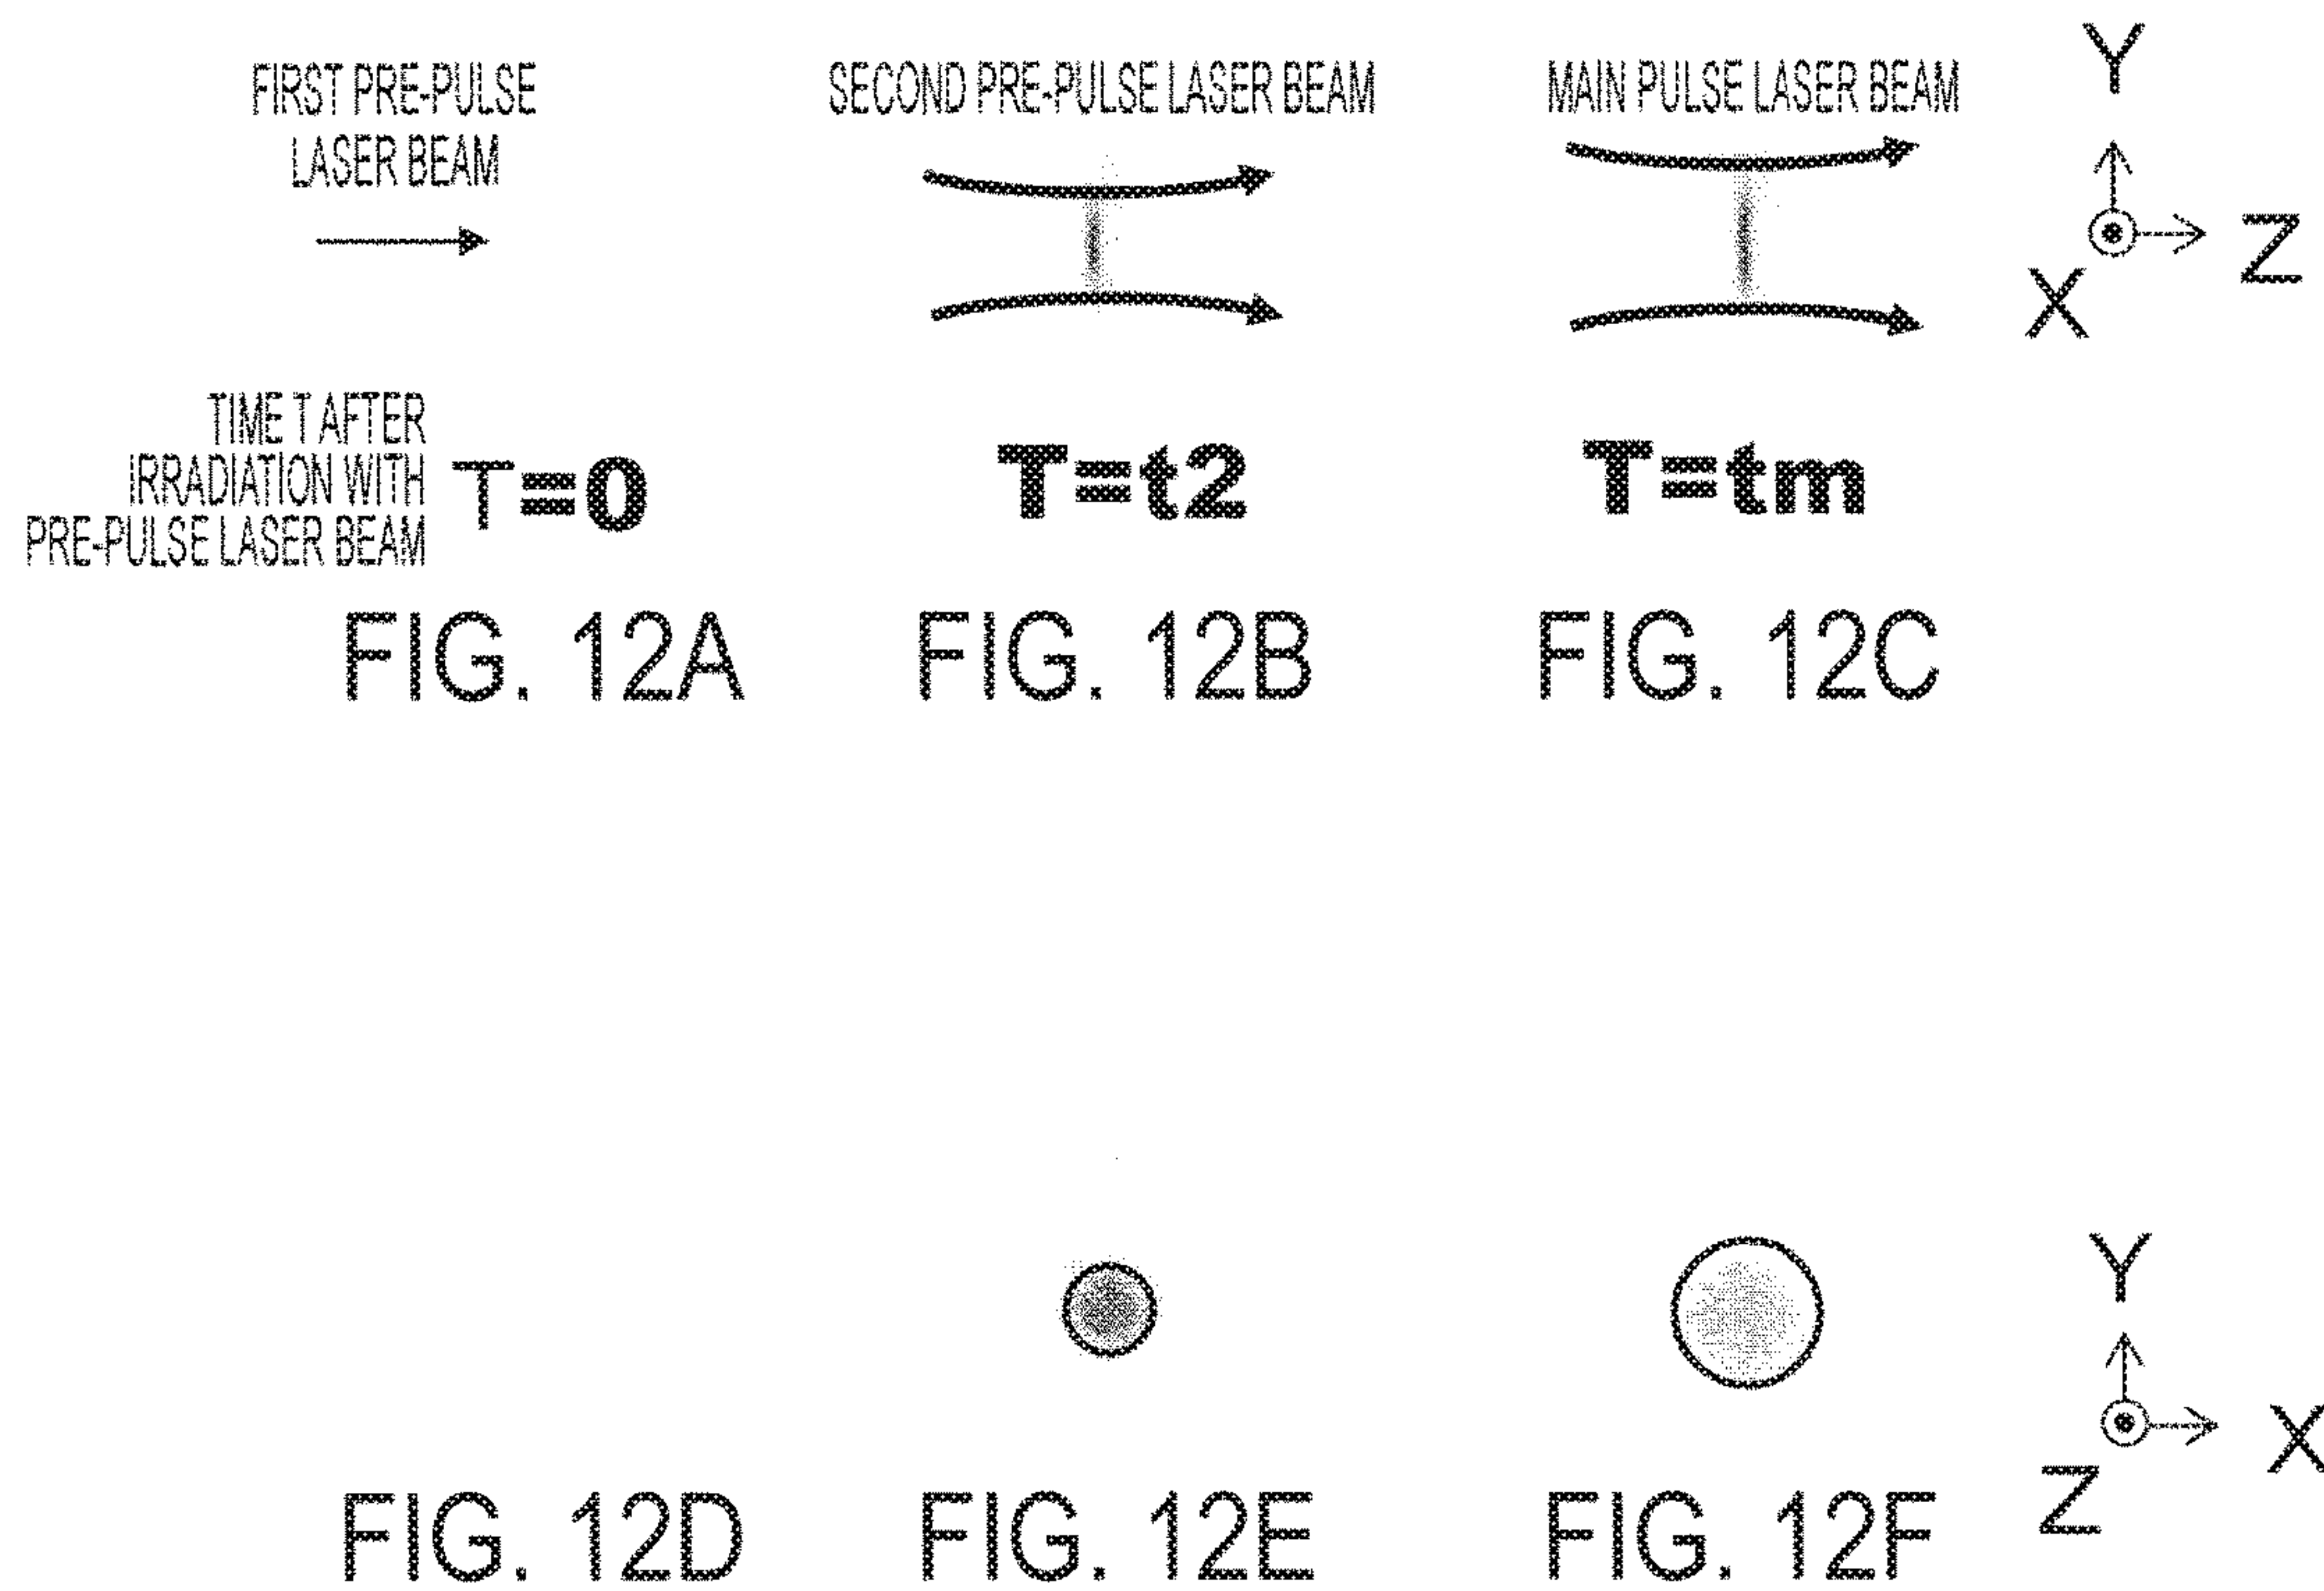 FIRST PRE-PULSE
LASER BEAM
SECOND PRE-PULSE LASER BEAM
MAIN PULSE LASER BEAM
Y
Z
X
TIME T AFTER
IRRADIATION WITH
PRE-PULSE LASER BEAM
T=0
T=t2
T=tm
FIG. 12A
FIG. 12B
FIG. 12C
Y
X
Z
FIG. 12D
FIG. 12E
FIG. 12F